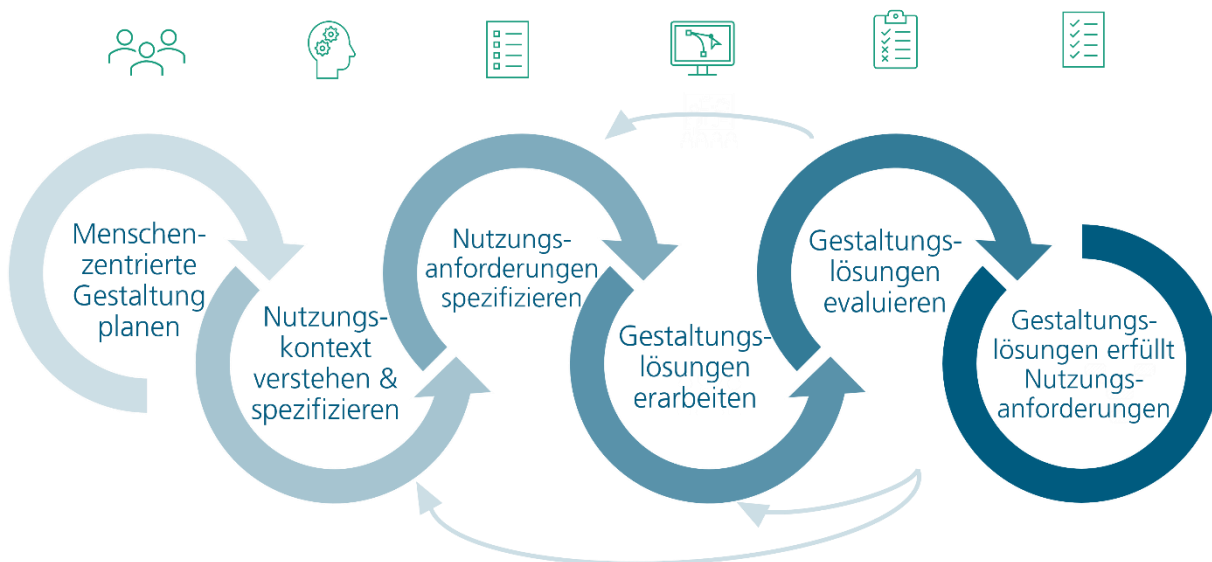 Menschen-
zentrierte
Gestaltung
planen
Nutzungs-
kontext
verstehen &
spezifizieren
Nutzungs-
anforderungen
spezifizieren
Gestaltungs-
lösungen
erarbeiten
Gestaltungs-
lösungen
evaluieren
Gestaltungs-
lösungen erfüllt
Nutzungs-
anforderungen